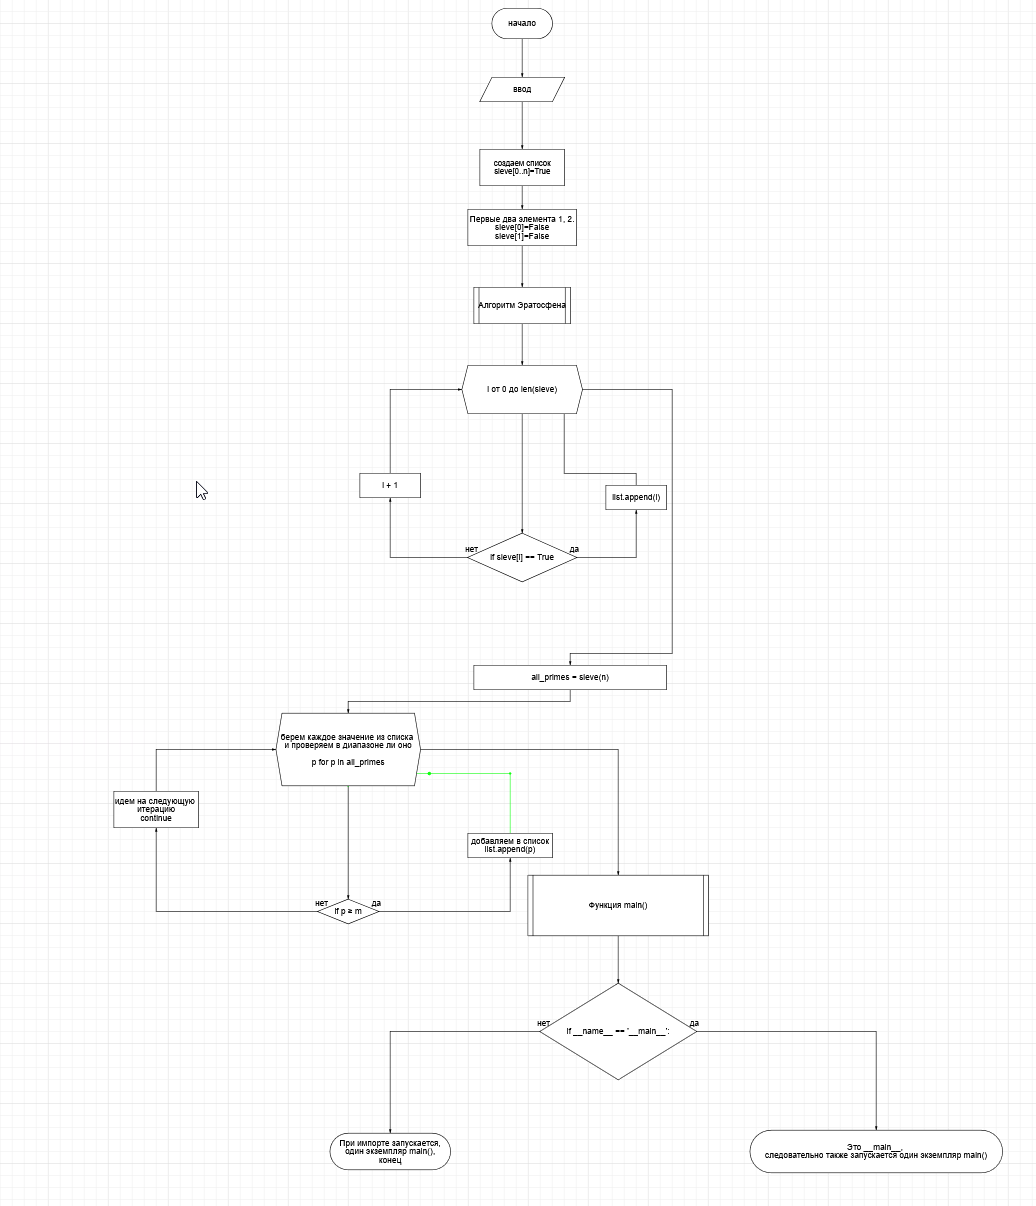 начало
ввод
создаем список
sieve[0..n]=True
Первые два элемента 1, 2.
sieve[0]=False
sieve[1]=False
Алгоритм Эратосфена
i от 0 до len(sieve)
i + 1
list.append(i)
нет
да
if sieve[i] == True
all_primes = sieve(n)
берем каждое значение из списка
и проверяем в диапазоне ли оно
p for p in all_primes
идем на следующую
итерацию
continue
добавляем в список
list.append(p)
нет
да
if p ≥ m
Функция main()
нет
да
if __name__ == '__main__':
При импорте запускается,
один экземпляр main(),
конец
Это __main__,
следовательно также запускается один экземпляр main()